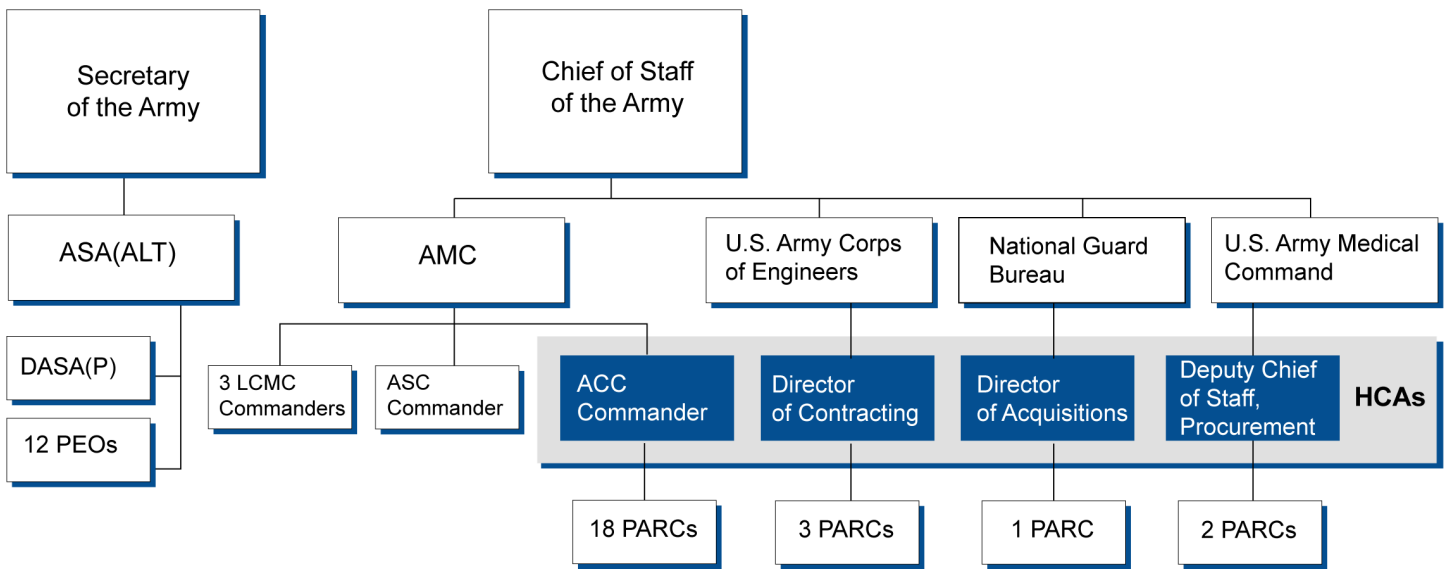 Secretary
of the Army
Chief of Staff
of the Army
ASA(ALT)
AMC
U.S. Army Corps
of Engineers
National Guard
Bureau
U.S. Army Medical
Command
DASA(P)
12 PEOs
3 LCMC
Commanders
ASC
Commander
ACC
Commander
Director
of Contracting
Director
of Acquisitions
Deputy Chief
of Staff,
Procurement
HCAs
18 PARCs
3 PARCs
1 PARC
2 PARCs